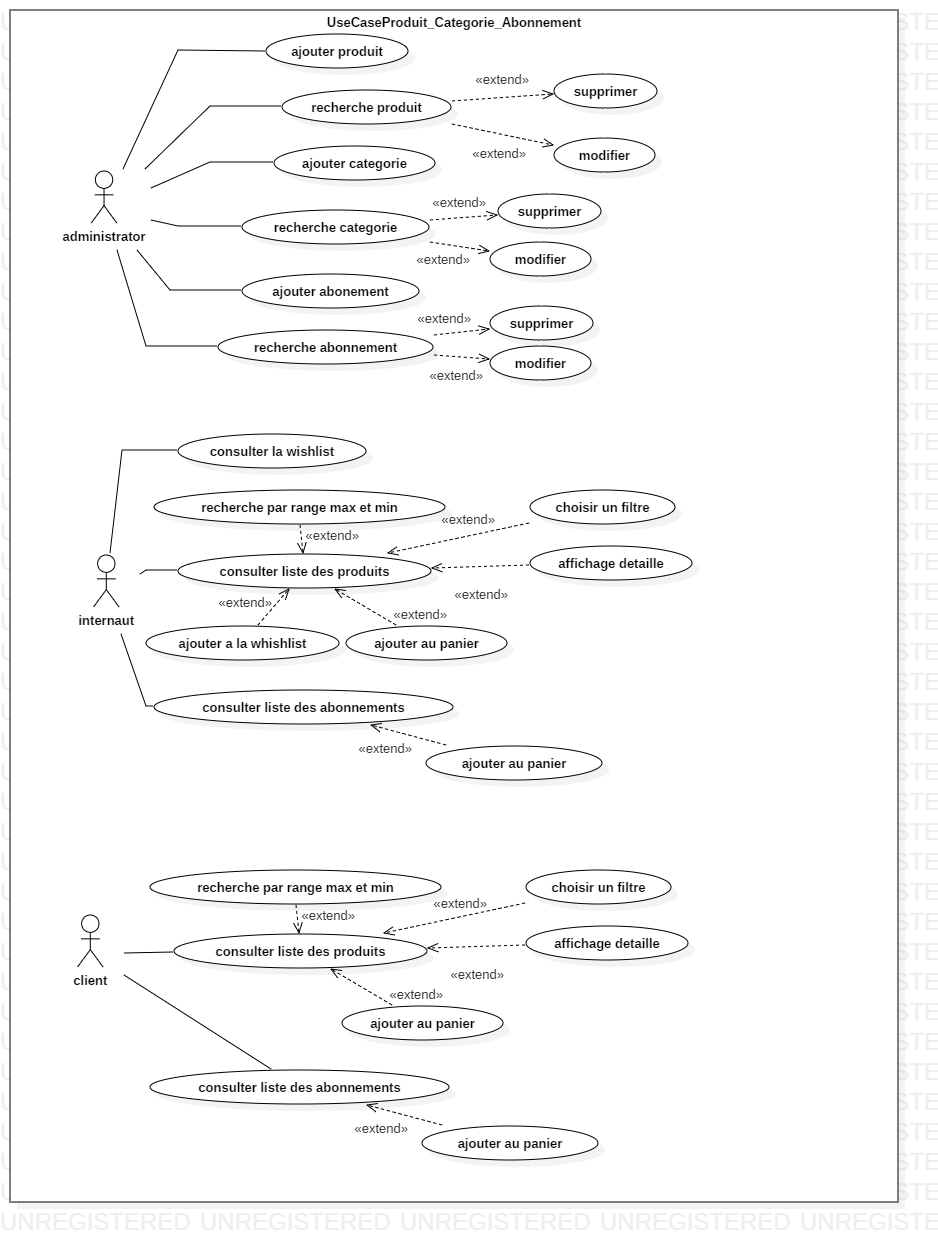 UseCaseProduit_Categorie_Abonnement
ajouter produit
«extend»
supprimer
recherche produit
«extend»
modifier
ajouter categorie
administrator
«extend»
supprimer
recherche categorie
«extend»
modifier
ajouter abonement
«extend»
supprimer
recherche abonnement
modifier
«extend»
consulter la wishlist
recherche par range max et min
choisir un filtre
«extend»
«extend»
consulter liste des produits
affichage detaille
«extend»
«extend»
«extend»
internaut
ajouter a la whishlist
ajouter au panier
consulter liste des abonnements
«extend»
ajouter au panier
recherche par range max et min
choisir un filtre
«extend»
«extend»
consulter liste des produits
affichage detaille
«extend»
client
«extend»
ajouter au panier
consulter liste des abonnements
«extend»
ajouter au panier
UNREGISTERED UNREGISTERED UNREGISTERED UNREGISTERED UNREGISTE